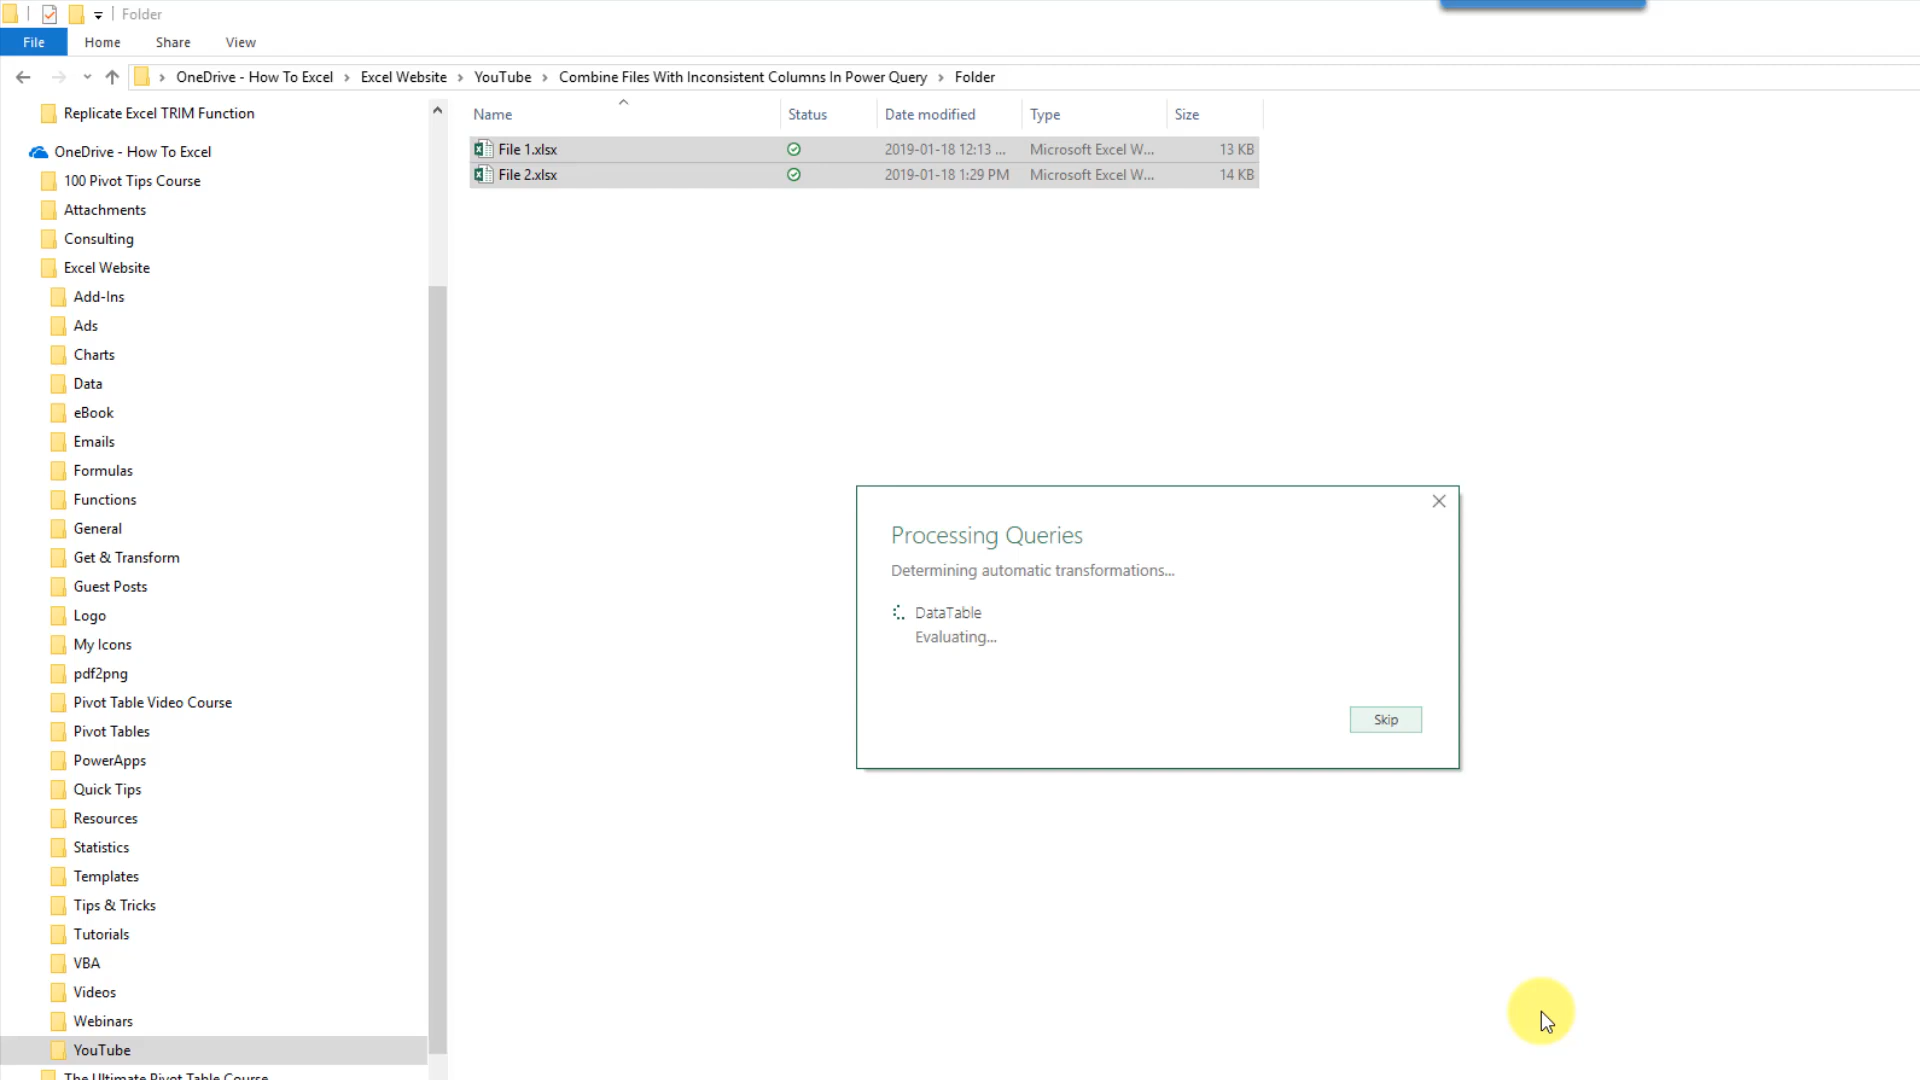 Folder
File Home Share View
OneDrive - How To Excel Excel Website YouTube Combine Files With Inconsistent Columns In Power Query Folder
Replicate Excel TRIM Function
OneDrive - How To Excel
100 Pivot Tips Course
Attachments
Consulting
Excel Website
Add-Ins
Ads
Charts
Data
eBook
Emails
Formulas
Functions
General
Get & Transform
Guest Posts
Logo
My Icons
pdf2png
Pivot Table Video Course
Pivot Tables
PowerApps
Quick Tips
Resources
Statistics
Templates
Tips & Tricks
Tutorials
VBA
Videos
Webinars
YouTube
The Ultimate Pivot Table Course
Name Status Date modified Type Size
File 1.xlsx 2019-01-18 12:13 ... Microsoft Excel W... 13 KB
File 2.xlsx 2019-01-18 1:29 PM Microsoft Excel W... 14 KB
Processing Queries
Determining automatic transformations...
DataTable
Evaluating...
Skip